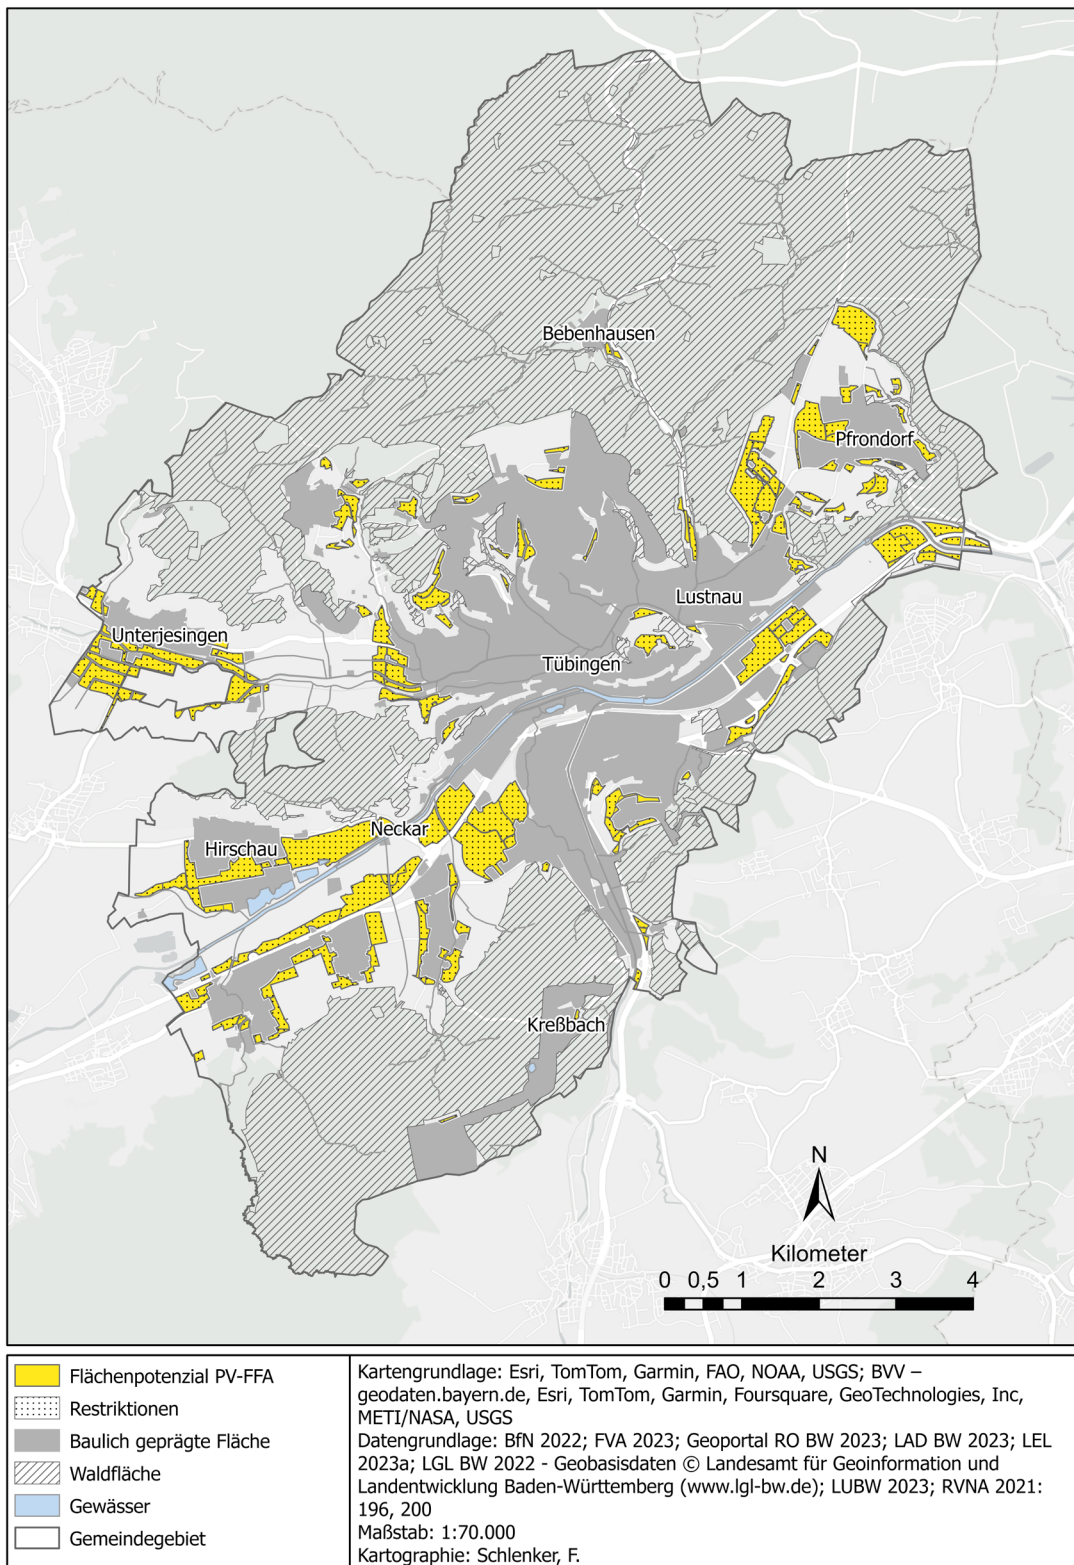 Bebenhausen
Pfrondorf
Lustnau
Unterjesingen
Tübingen
Neckar
Hirschau
Kreßbach
N
Kilometer
0 0,5 1 2 3 4
Flächenpotenzial PV-FFA
Restriktionen
Baulich geprägte Fläche
Waldfläche
Gewässer
Gemeindegebiet
Kartengrundlage: Esri, TomTom, Garmin, FAO, NOAA, USGS; BVV –
geodaten.bayern.de, Esri, TomTom, Garmin, Foursquare, GeoTechnologies, Inc,
METI/NASA, USGS
Datengrundlage: BfN 2022; FVA 2023; Geoportal RO BW 2023; LAD BW 2023; LEL
2023a; LGL BW 2022 - Geobasisdaten © Landesamt für Geoinformation und
Landentwicklung Baden-Württemberg (www.lgl-bw.de); LUBW 2023; RVNA 2021:
196, 200
Maßstab: 1:70.000
Kartographie: Schlenker, F.